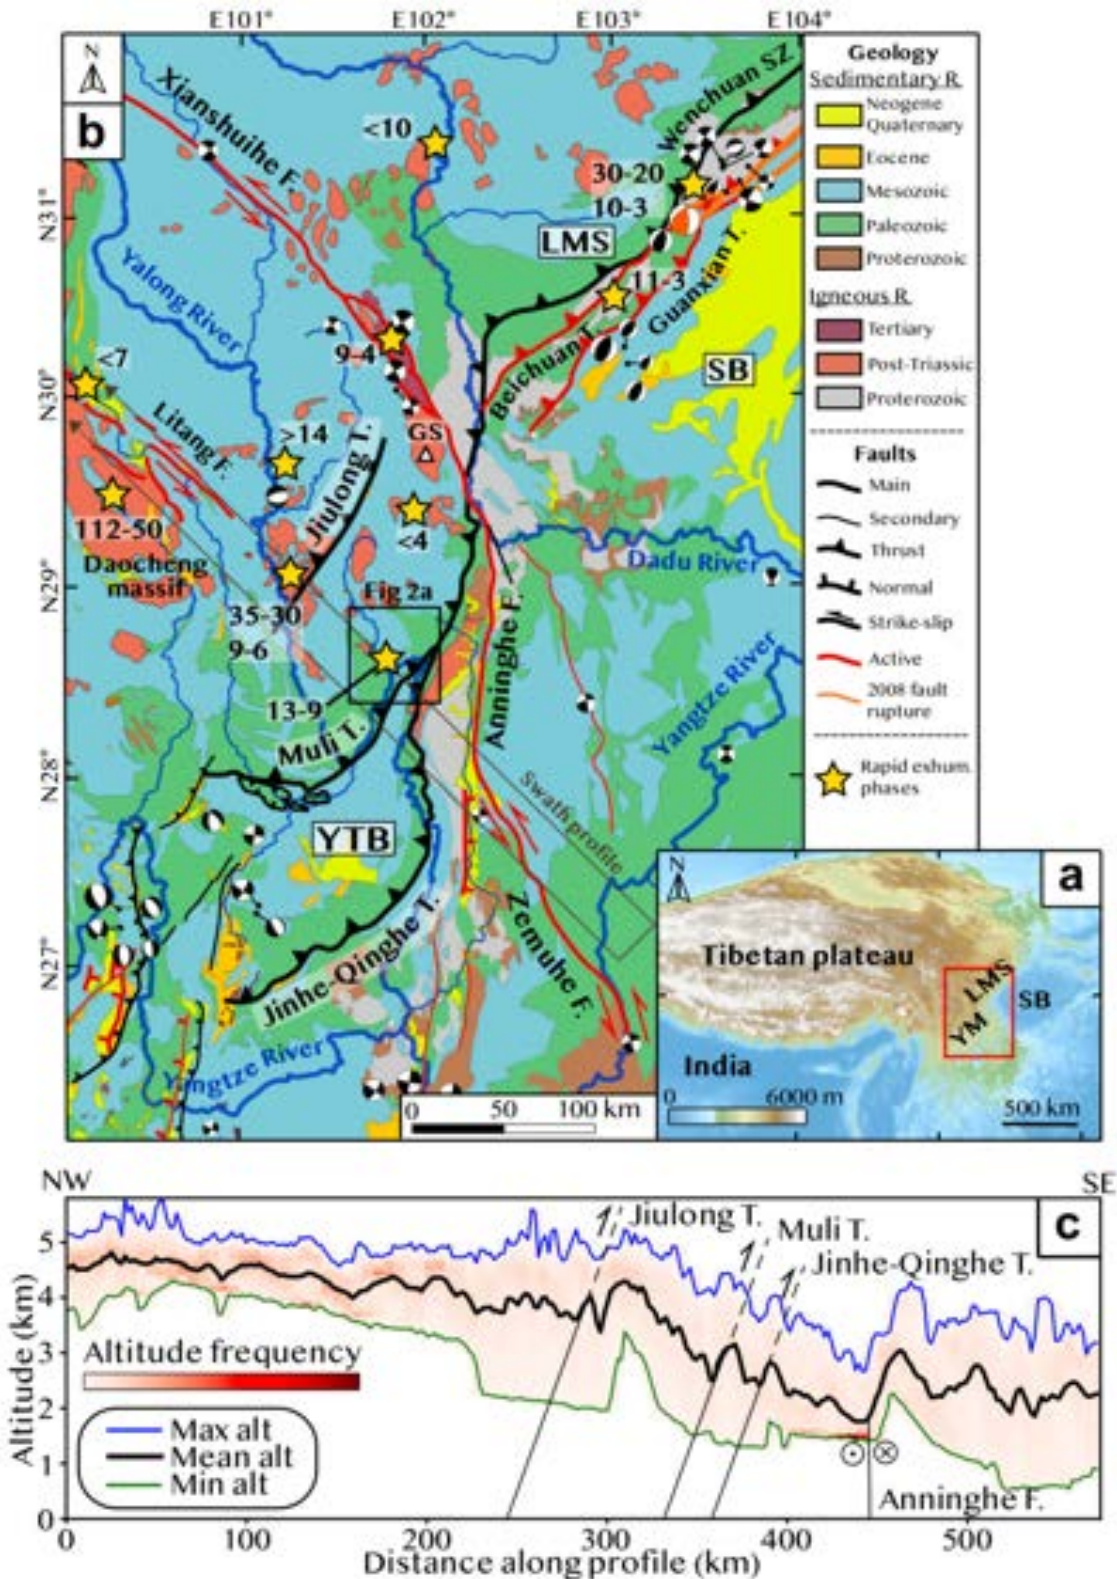 E101° E102° E103° E104°
N
b
Xianshuihe F.
<10
Wenchuan SZ
30-20
10-3
LMS
11-3
Guanxian T.
Beichuan T.
SB
Yalong River
9-4
<7
Litang F.
>14
GS
Jiulong T.
112-50
Daocheng
massif
<4
Dadu River
35-30
9-6
Fig 2a
Anninghe F.
13-9
Muli T.
Yangtze River
Swath profile
YTB
Zemuhe F.
Jinhe-Qinghe T.
Yangtze River
0 50 100 km
N31°
N30°
N29°
N28°
N27°
Geology
Sedimentary R.
Neogene
Quaternary
Eocene
Mesozoic
Paleozoic
Proterozoic
Igneous R.
Tertiary
Post-Triassic
Proterozoic
Faults
Main
Secondary
Thrust
Normal
Strike-slip
Active
2008 fault
rupture
Rapid exhum.
phases
N
a
Tibetan plateau
LMS
SB
YM
India
0 6000 m
500 km
NW SE
c
Jiulong T.
Muli T.
Jinhe-Qinghe T.
Altitude frequency
Max alt
Mean alt
Min alt
Anninghe F.
Altitude (km)
5
4
3
2
1
0
0 100 200 300 400 500
Distance along profile (km)